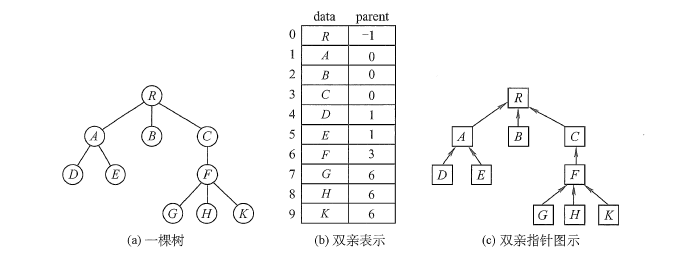 R
A B C
D E F
G H K
(a) 一棵树
data parent
0 R −1
1 A 0
2 B 0
3 C 0
4 D 1
5 E 1
6 F 3
7 G 6
8 H 6
9 K 6
(b) 双亲表示
R
A B C
D E F
G H K
(c) 双亲指针图示